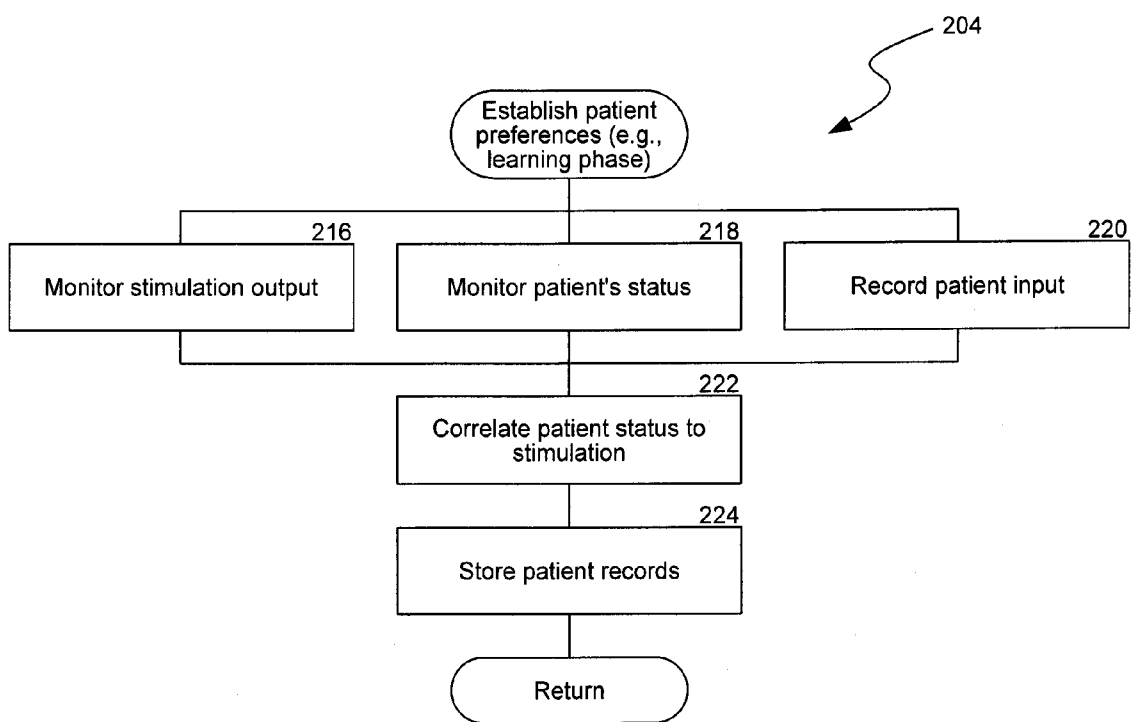 204
Establish patient
preferences (e.g.,
learning phase)
216
218
220
Monitor stimulation output
Monitor patient's status
Record patient input
222
Correlate patient status to
stimulation
224
Store patient records
Return